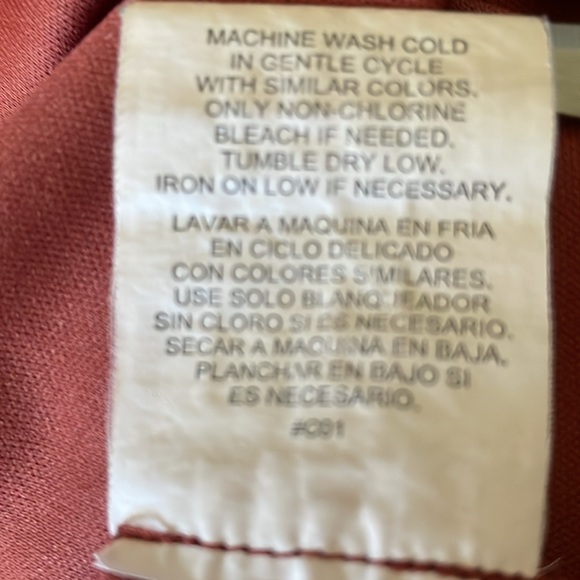 MACHINE WASH COLD
IN GENTLE CYCLE
WITH SIMILAR COLORS.
ONLY NON-CHLORINE
BLEACH IF NEEDED.
TUMBLE DRY LOW.
IRON ON LOW IF NECESSARY.
LAVAR A MAQUINA EN FRIA
EN CICLO DELICADO
CON COLORES SIMILARES.
USE SOLO BLANQUEADOR
SIN CLORO SI ES NECESARIO.
SECAR A MAQUINA EN BAJA.
PLANCHAR EN BAJO SI
ES NECESARIO.
#C01